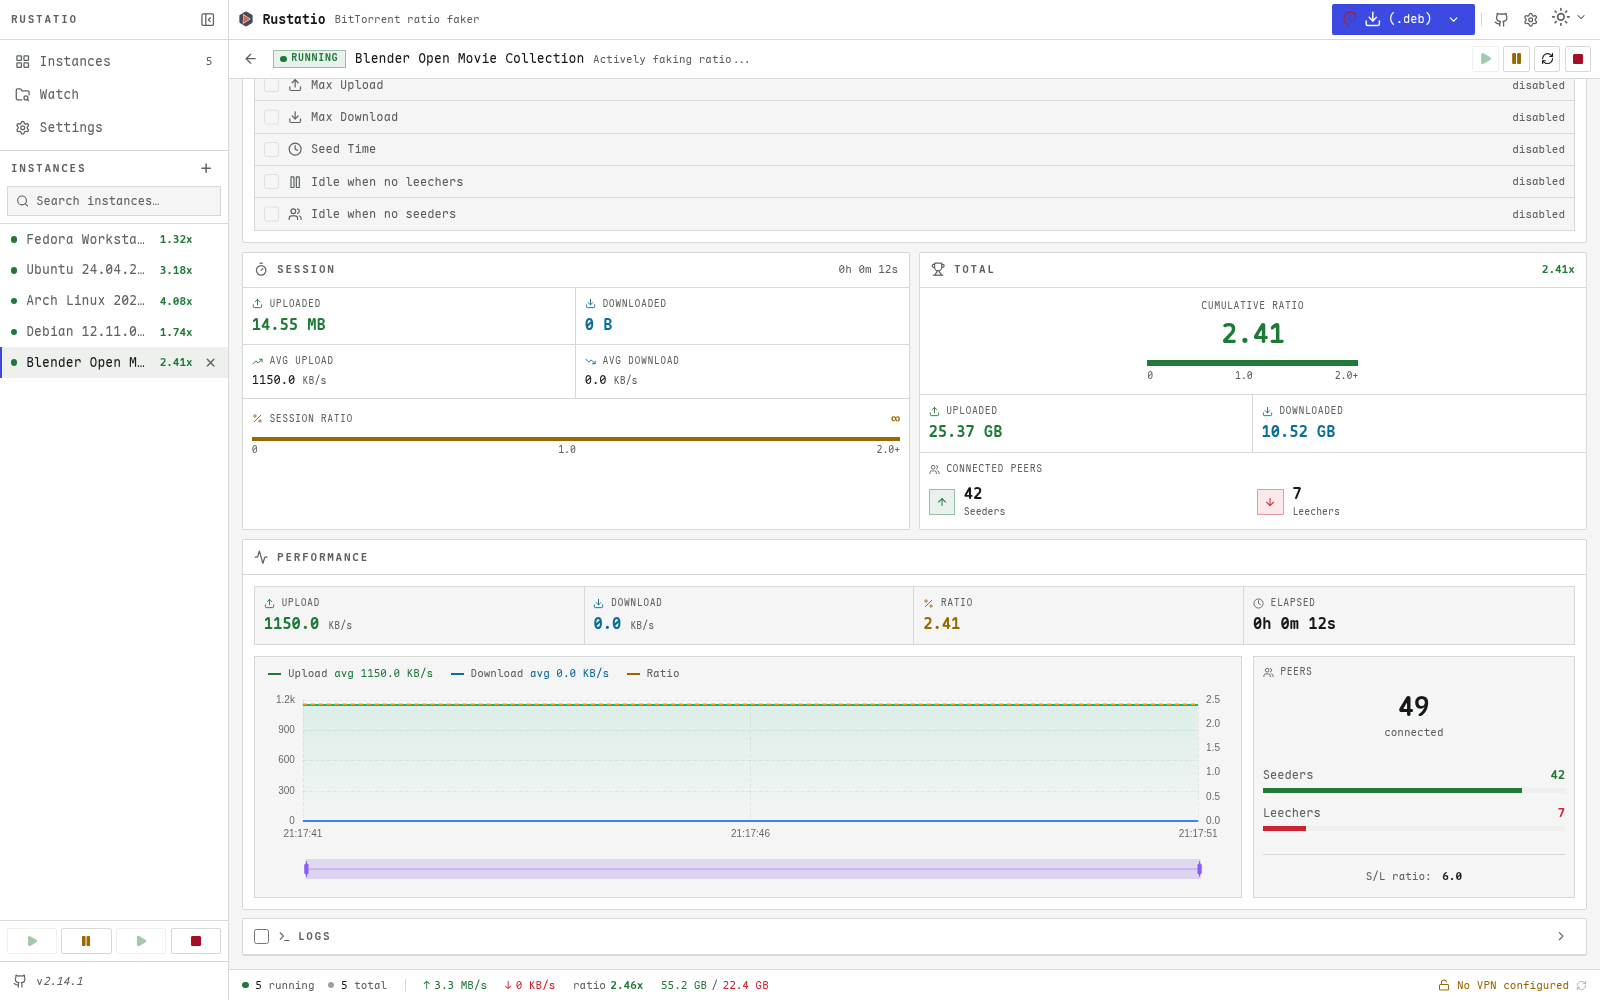 RUSTATIO
Instances 5
Watch
Settings
INSTANCES
Search instances…
Fedora Worksta… 1.32x
Ubuntu 24.04.2… 3.18x
Arch Linux 202… 4.08x
Debian 12.11.0… 1.74x
Blender Open M… 2.41x
v2.14.1
Rustatio BitTorrent ratio faker
(.deb)
RUNNING Blender Open Movie Collection Actively faking ratio...
Max Upload disabled
Max Download disabled
Seed Time disabled
Idle when no leechers disabled
Idle when no seeders disabled
SESSION 0h 0m 12s
UPLOADED DOWNLOADED
14.55 MB 0 B
AVG UPLOAD AVG DOWNLOAD
1150.0 KB/s 0.0 KB/s
SESSION RATIO ∞
0 1.0 2.0+
TOTAL 2.41x
CUMULATIVE RATIO
2.41
0 1.0 2.0+
UPLOADED DOWNLOADED
25.37 GB 10.52 GB
CONNECTED PEERS
42 7
Seeders Leechers
PERFORMANCE
UPLOAD DOWNLOAD RATIO ELAPSED
1150.0 KB/s 0.0 KB/s 2.41 0h 0m 12s
Upload avg 1150.0 KB/s Download avg 0.0 KB/s Ratio
1.2k 2.5
900 2.0
600 1.5
300 1.0
0 0.5
0.0
21:17:41 21:17:46 21:17:51
PEERS
49
connected
Seeders 42
Leechers 7
S/L ratio: 6.0
LOGS
5 running 5 total 3.3 MB/s 0 KB/s ratio 2.46x 55.2 GB / 22.4 GB No VPN configured